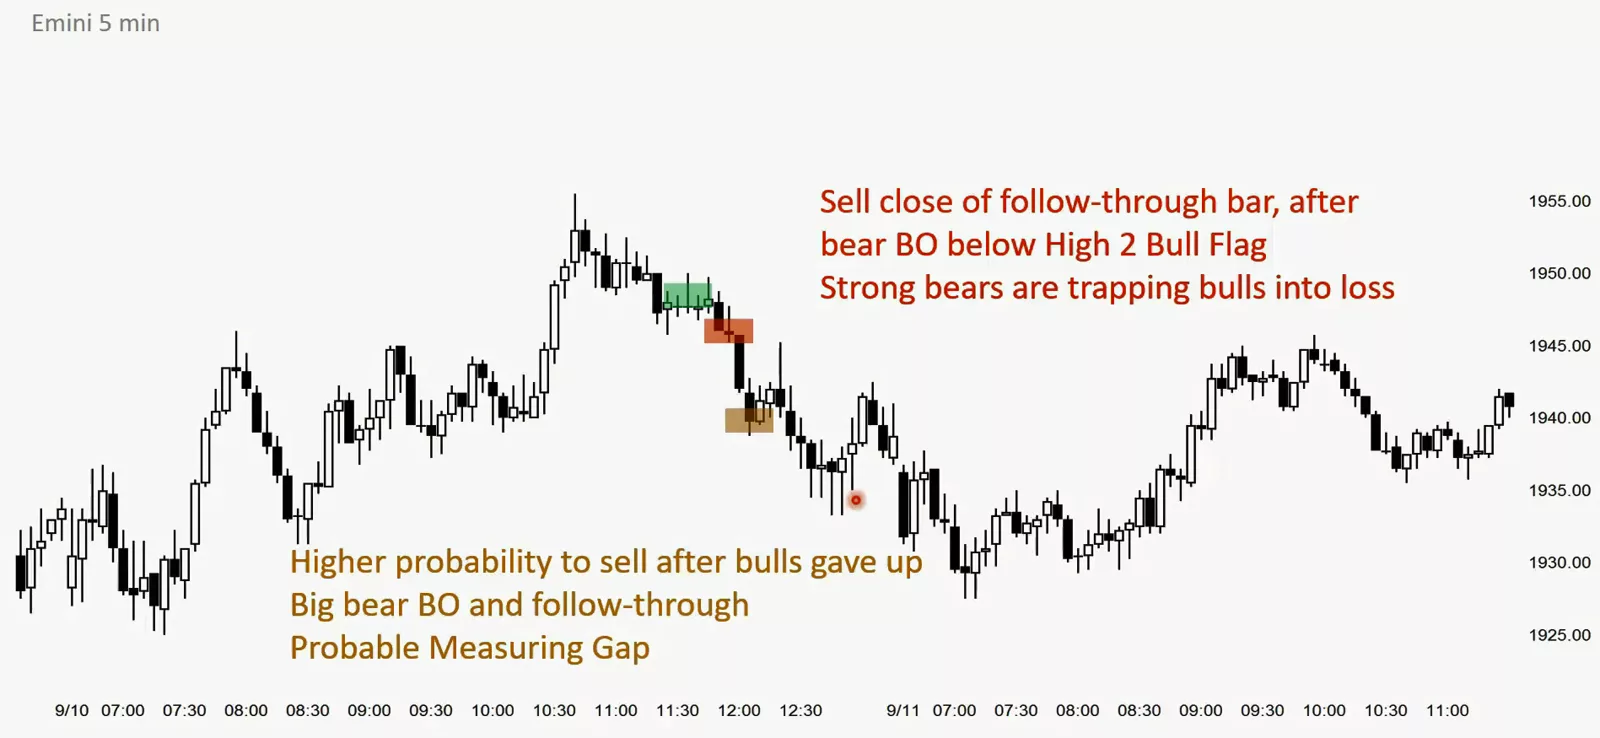 Emini 5 min
Sell close of follow-through bar, after
bear BO below High 2 Bull Flag
Strong bears are trapping bulls into loss
Higher probability to sell after bulls gave up
Big bear BO and follow-through
Probable Measuring Gap
1955.00
1950.00
1945.00
1940.00
1935.00
1930.00
1925.00
9/10 07:00 07:30 08:00 08:30 09:00 09:30 10:00 10:30 11:00 11:30 12:00 12:30 9/11 07:00 07:30 08:00 08:30 09:00 09:30 10:00 10:30 11:00